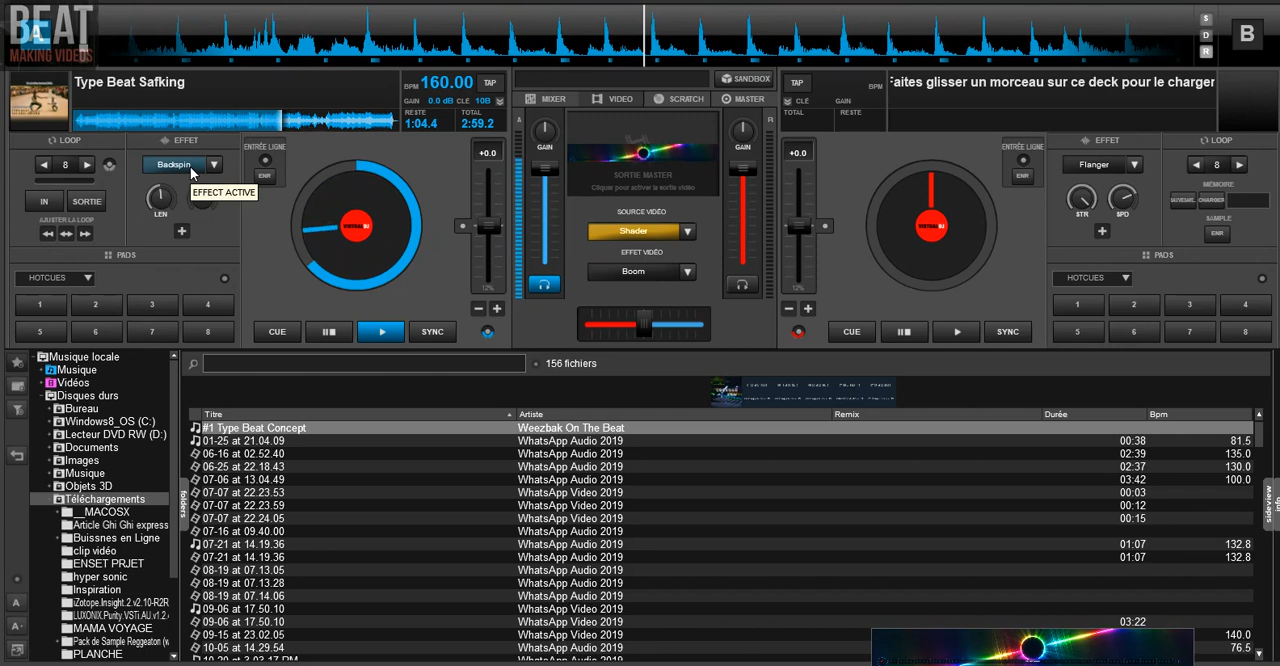 BEAT
MAKING VIDEOS
A
S
D
R
B
Type Beat Safking
BPM 160.00 TAP
GAIN 0.0 dB CLÉ 10B
RESTE TOTAL
1:04.4 2:59.2
SANDBOX
MIXER VIDEO SCRATCH MASTER
TAP BPM
CLÉ GAIN
TOTAL RESTE
Faites glisser un morceau sur ce deck pour le charger
LOOP
8
IN SORTIE
AJUSTER LA LOOP
EFFET
Backspin
EFFECT ACTIVE
LEN
ENTRÉE LIGNE
ENR
+0.0
12%
A
GAIN
SORTIE MASTER
Cliquer pour activer la sortie vidéo
SOURCE VIDÉO
Shader
EFFET VIDÉO
Boom
GAIN
+0.0
12%
VIRTUAL DJ
VIRTUAL DJ
ENTRÉE LIGNE
ENR
EFFET
Flanger
STR SPD
LOOP
8
MÉMOIRE
CHARGER
SAMPLE
ENR
PADS
HOTCUES
1 2 3 4
5 6 7 8
CUE SYNC
PADS
HOTCUES
1 2 3 4
5 6 7 8
CUE SYNC
Musique locale
Musique
Vidéos
Disques durs
Bureau
Windows8_OS (C:)
Lecteur DVD RW (D:)
Documents
Images
Musique
Objets 3D
Téléchargements
__MACOSX
Article Ghi Ghi express
Buissnes en Ligne
clip vidéo
ENSET PRJET
hyper sonic
Inspiration
iZotope.Insight.2.v2.10-R2R
LUXONIX.Purity.VSTi.AU.v1.2.
MAMA VOYAGE
Pack de Sample Reggaeton (w
PLANCHE
A
A
folders
sideview
info
156 fichiers
Titre Artiste Remix Durée Bpm
#1 Type Beat Concept Weezbak On The Beat
01-25 at 21.04.09 WhatsApp Audio 2019 00:38 81.5
06-16 at 02.52.40 WhatsApp Audio 2019 02:39 135.0
06-25 at 22.18.43 WhatsApp Audio 2019 02:37 130.0
07-06 at 13.04.49 WhatsApp Audio 2019 03:42 100.0
07-07 at 22.23.53 WhatsApp Video 2019 00:03
07-07 at 22.23.59 WhatsApp Video 2019 00:12
07-07 at 22.24.05 WhatsApp Video 2019 00:15
07-16 at 09.40.00 WhatsApp Audio 2019
07-21 at 14.19.36 WhatsApp Audio 2019 01:07 132.8
07-21 at 14.19.36 WhatsApp Audio 2019 01:07 132.8
08-19 at 07.13.05 WhatsApp Audio 2019
08-19 at 07.13.28 WhatsApp Audio 2019
08-19 at 07.14.06 WhatsApp Audio 2019
09-06 at 17.50.10 WhatsApp Video 2019
09-06 at 17.50.10 WhatsApp Video 2019 03:22
09-15 at 23.02.05 WhatsApp Audio 2019 140.0
10-05 at 14.29.54 WhatsApp Audio 2019 76.5